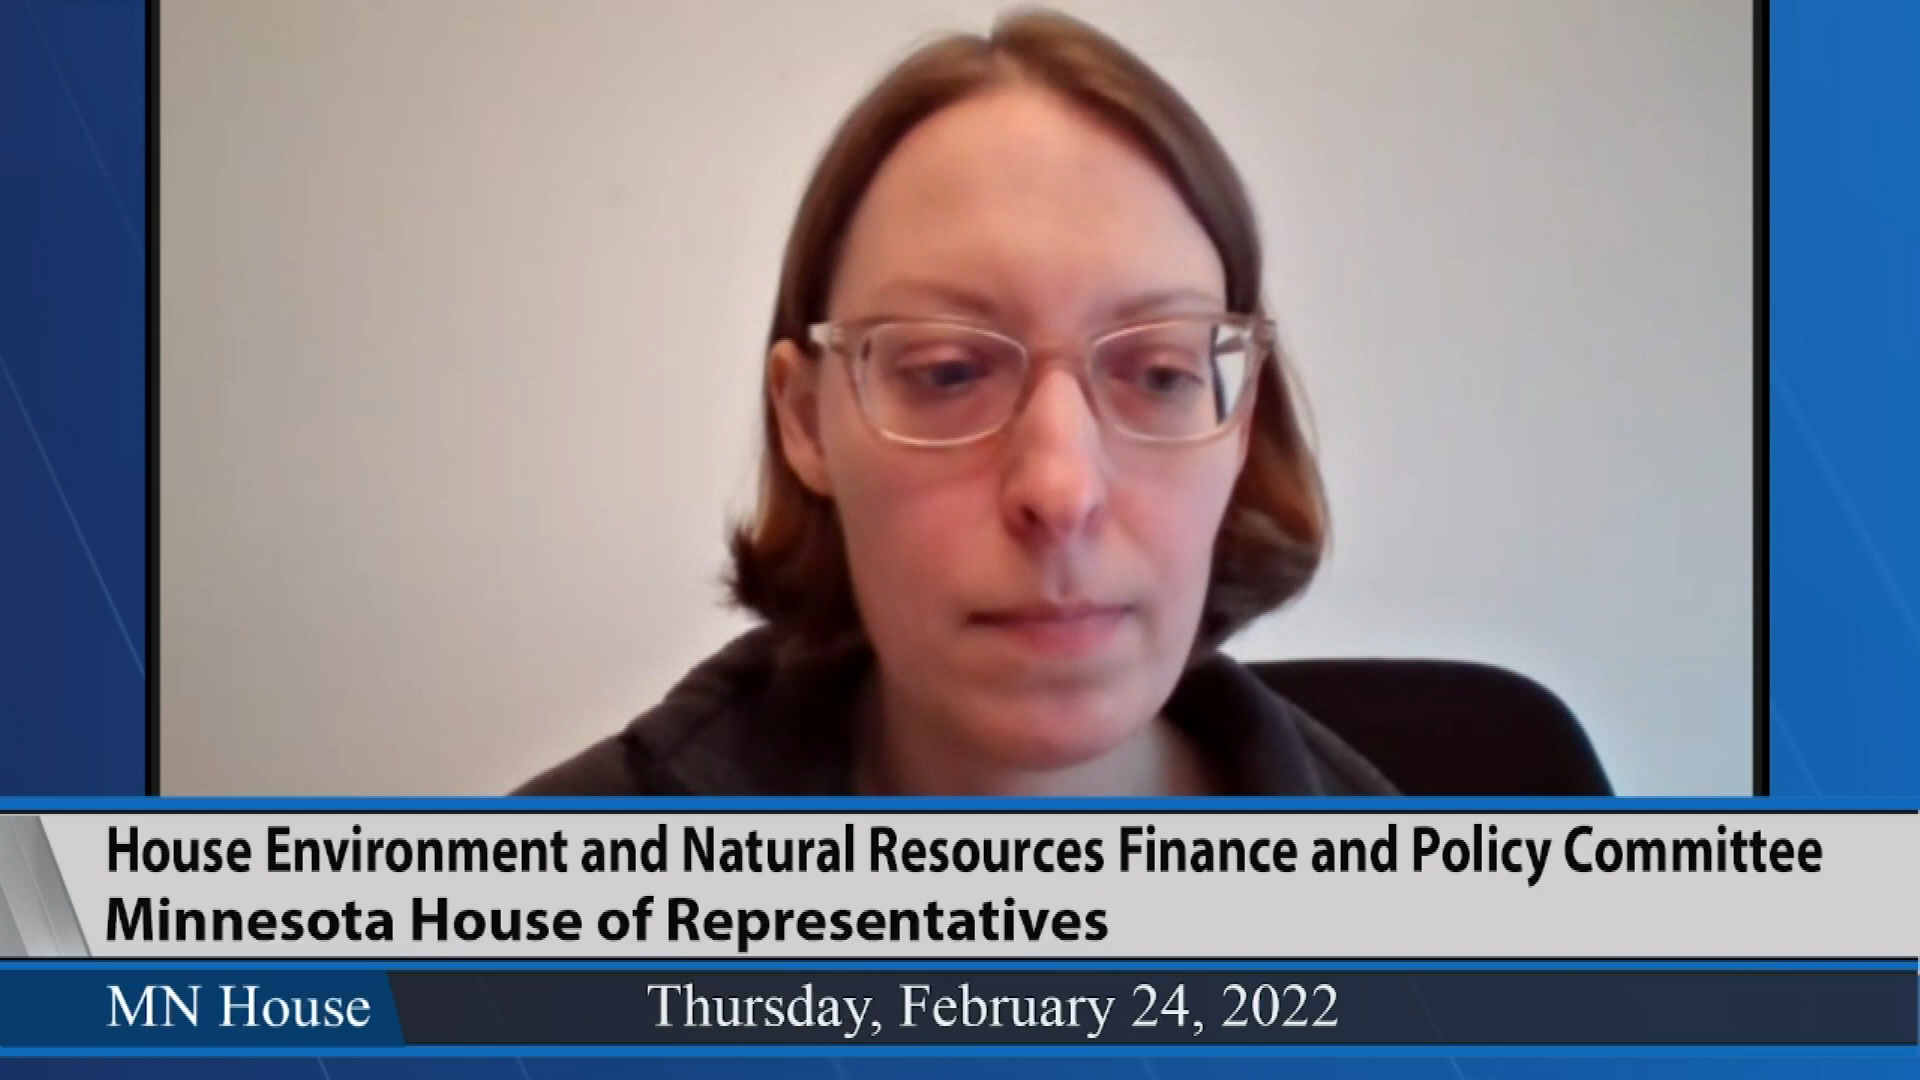 House Environment and Natural Resources Finance and Policy Committee
Minnesota House of Representatives
MN House Thursday, February 24, 2022